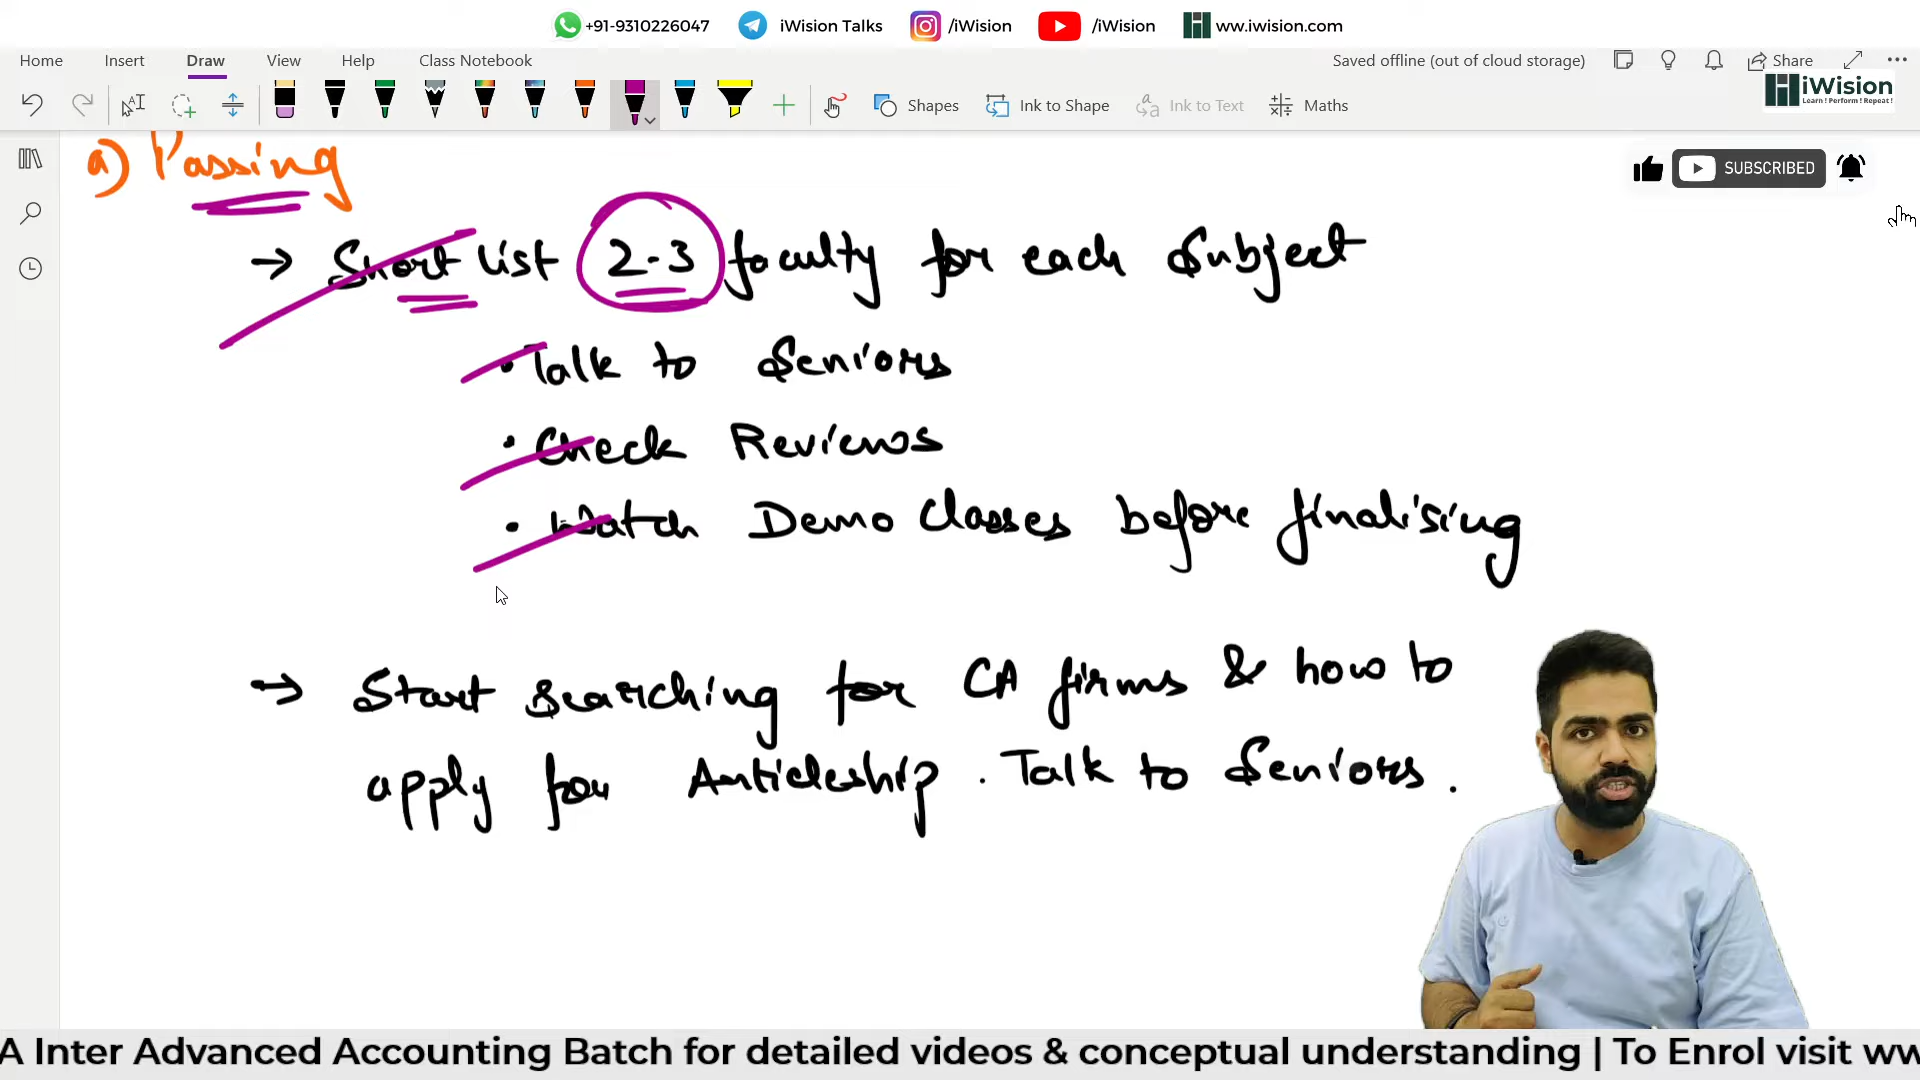 +91-9310226047 iWision Talks /iWision /iWision ww.iwision.com
Home Insert Draw View Help Class Notebook Saved offline (out of cloud storage) Share
Shapes Ink to Shape Ink to Text Maths
iWision
Learn ! Perform ! Repeat !
SUBSCRIBED
a) Passing
→ Short list 2-3 faculty for each Subject
• Talk to Seniors
• Check Reviews
• Watch Demo Classes before finalising
→ Start searching for CA firms & how to
apply for Articleship. Talk to Seniors.
A Inter Advanced Accounting Batch for detailed videos & conceptual understanding | To Enrol visit ww